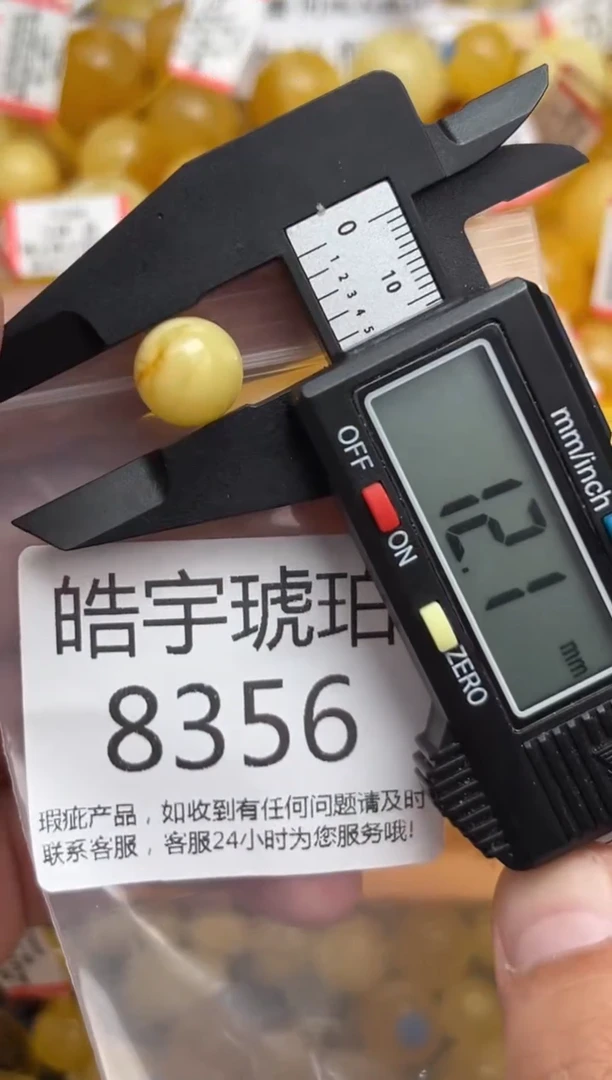 0
10
1
2
3
4
5
mm/inch
OFF
ON
ZERO
12.1
mm
皓宇琥珀
8356
瑕疵产品，如收到有任何问题请及时
联系客服，客服24小时为您服务哦!